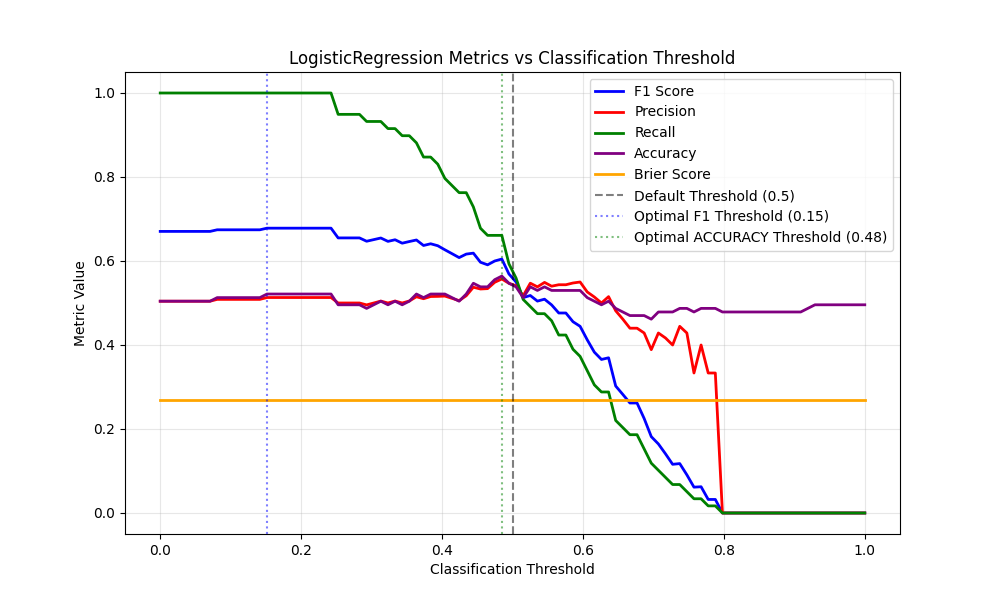 LogisticRegression Metrics vs Classification Threshold
F1 Score
Precision
Recall
Accuracy
Brier Score
Default Threshold (0.5)
Optimal F1 Threshold (0.15)
Optimal ACCURACY Threshold (0.48)
Metric Value
1.0
0.8
0.6
0.4
0.2
0.0
0.0 0.2 0.4 0.6 0.8 1.0
Classification Threshold